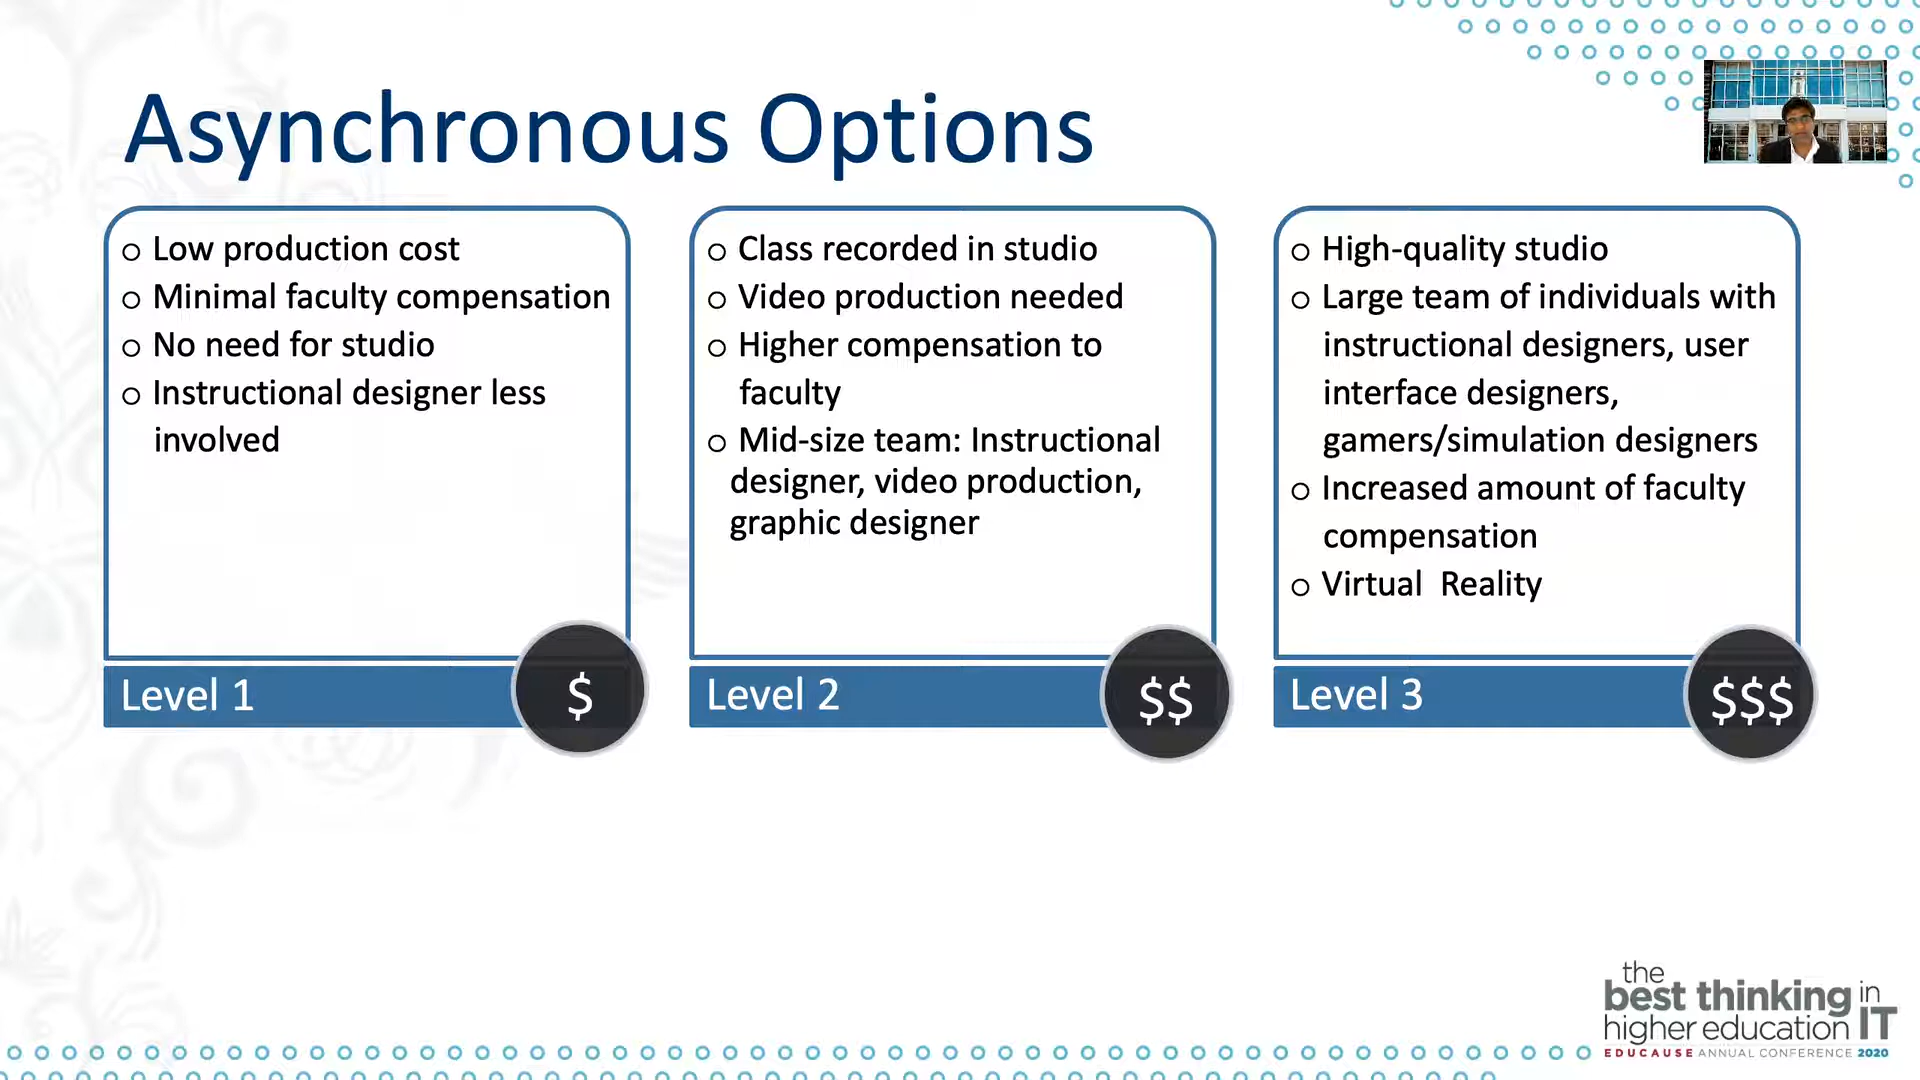 Asynchronous Options
○ Low production cost
○ Minimal faculty compensation
○ No need for studio
○ Instructional designer less
involved
Level 1
$
○ Class recorded in studio
○ Video production needed
○ Higher compensation to
faculty
○ Mid-size team: Instructional
designer, video production,
graphic designer
Level 2
$$
○ High-quality studio
○ Large team of individuals with
instructional designers, user
interface designers,
gamers/simulation designers
○ Increased amount of faculty
compensation
○ Virtual  Reality
Level 3
$$$
the
best thinking in
higher education IT
EDUCAUSE ANNUAL CONFERENCE 2020